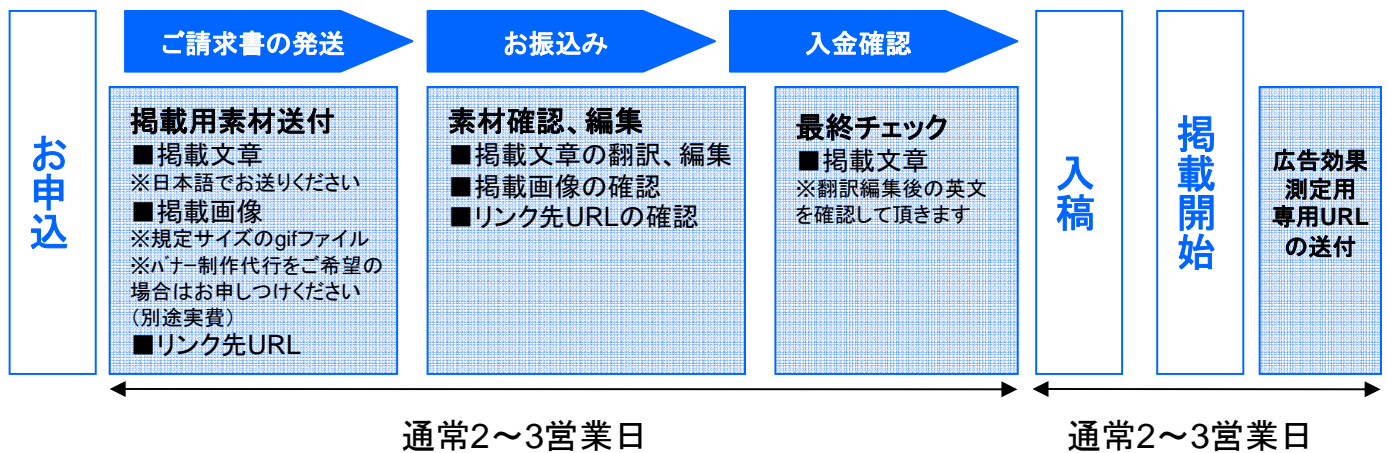 お申込
ご請求書の発送
お振込み
入金確認
掲載用素材送付
■掲載文章
※日本語でお送りください
■掲載画像
※規定サイズのgifファイル
※バナー制作代行をご希望の
場合はお申しつけください
(別途実費)
■リンク先URL
素材確認、編集
■掲載文章の翻訳、編集
■掲載画像の確認
■リンク先URLの確認
最終チェック
■掲載文章
※翻訳編集後の英文
を確認して頂きます
入稿
掲載開始
広告効果
測定用
専用URL
の送付
通常2~3営業日
通常2~3営業日